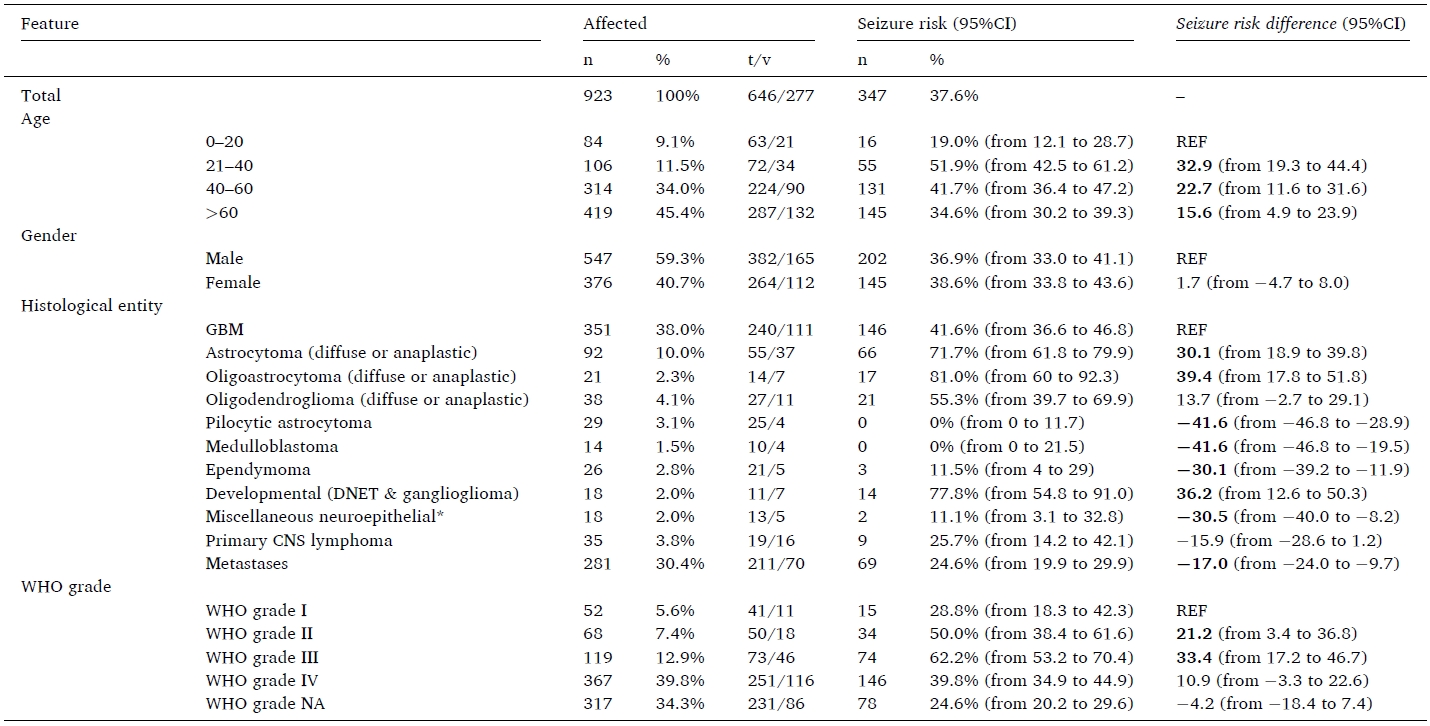 Feature Affected Seizure risk (95%CI) Seizure risk difference (95%CI)
n % t/v n %
Total 923 100% 646/277 347 37.6% –
Age
0–20 84 9.1% 63/21 16 19.0% (from 12.1 to 28.7) REF
21–40 106 11.5% 72/34 55 51.9% (from 42.5 to 61.2) 32.9 (from 19.3 to 44.4)
40–60 314 34.0% 224/90 131 41.7% (from 36.4 to 47.2) 22.7 (from 11.6 to 31.6)
>60 419 45.4% 287/132 145 34.6% (from 30.2 to 39.3) 15.6 (from 4.9 to 23.9)
Gender
Male 547 59.3% 382/165 202 36.9% (from 33.0 to 41.1) REF
Female 376 40.7% 264/112 145 38.6% (from 33.8 to 43.6) 1.7 (from −4.7 to 8.0)
Histological entity
GBM 351 38.0% 240/111 146 41.6% (from 36.6 to 46.8) REF
Astrocytoma (diffuse or anaplastic) 92 10.0% 55/37 66 71.7% (from 61.8 to 79.9) 30.1 (from 18.9 to 39.8)
Oligoastrocytoma (diffuse or anaplastic) 21 2.3% 14/7 17 81.0% (from 60 to 92.3) 39.4 (from 17.8 to 51.8)
Oligodendroglioma (diffuse or anaplastic) 38 4.1% 27/11 21 55.3% (from 39.7 to 69.9) 13.7 (from −2.7 to 29.1)
Pilocytic astrocytoma 29 3.1% 25/4 0 0% (from 0 to 11.7) −41.6 (from −46.8 to −28.9)
Medulloblastoma 14 1.5% 10/4 0 0% (from 0 to 21.5) −41.6 (from −46.8 to −19.5)
Ependymoma 26 2.8% 21/5 3 11.5% (from 4 to 29) −30.1 (from −39.2 to −11.9)
Developmental (DNET & ganglioglioma) 18 2.0% 11/7 14 77.8% (from 54.8 to 91.0) 36.2 (from 12.6 to 50.3)
Miscellaneous neuroepithelial* 18 2.0% 13/5 2 11.1% (from 3.1 to 32.8) −30.5 (from −40.0 to −8.2)
Primary CNS lymphoma 35 3.8% 19/16 9 25.7% (from 14.2 to 42.1) −15.9 (from −28.6 to 1.2)
Metastases 281 30.4% 211/70 69 24.6% (from 19.9 to 29.9) −17.0 (from −24.0 to −9.7)
WHO grade
WHO grade I 52 5.6% 41/11 15 28.8% (from 18.3 to 42.3) REF
WHO grade II 68 7.4% 50/18 34 50.0% (from 38.4 to 61.6) 21.2 (from 3.4 to 36.8)
WHO grade III 119 12.9% 73/46 74 62.2% (from 53.2 to 70.4) 33.4 (from 17.2 to 46.7)
WHO grade IV 367 39.8% 251/116 146 39.8% (from 34.9 to 44.9) 10.9 (from −3.3 to 22.6)
WHO grade NA 317 34.3% 231/86 78 24.6% (from 20.2 to 29.6) −4.2 (from −18.4 to 7.4)